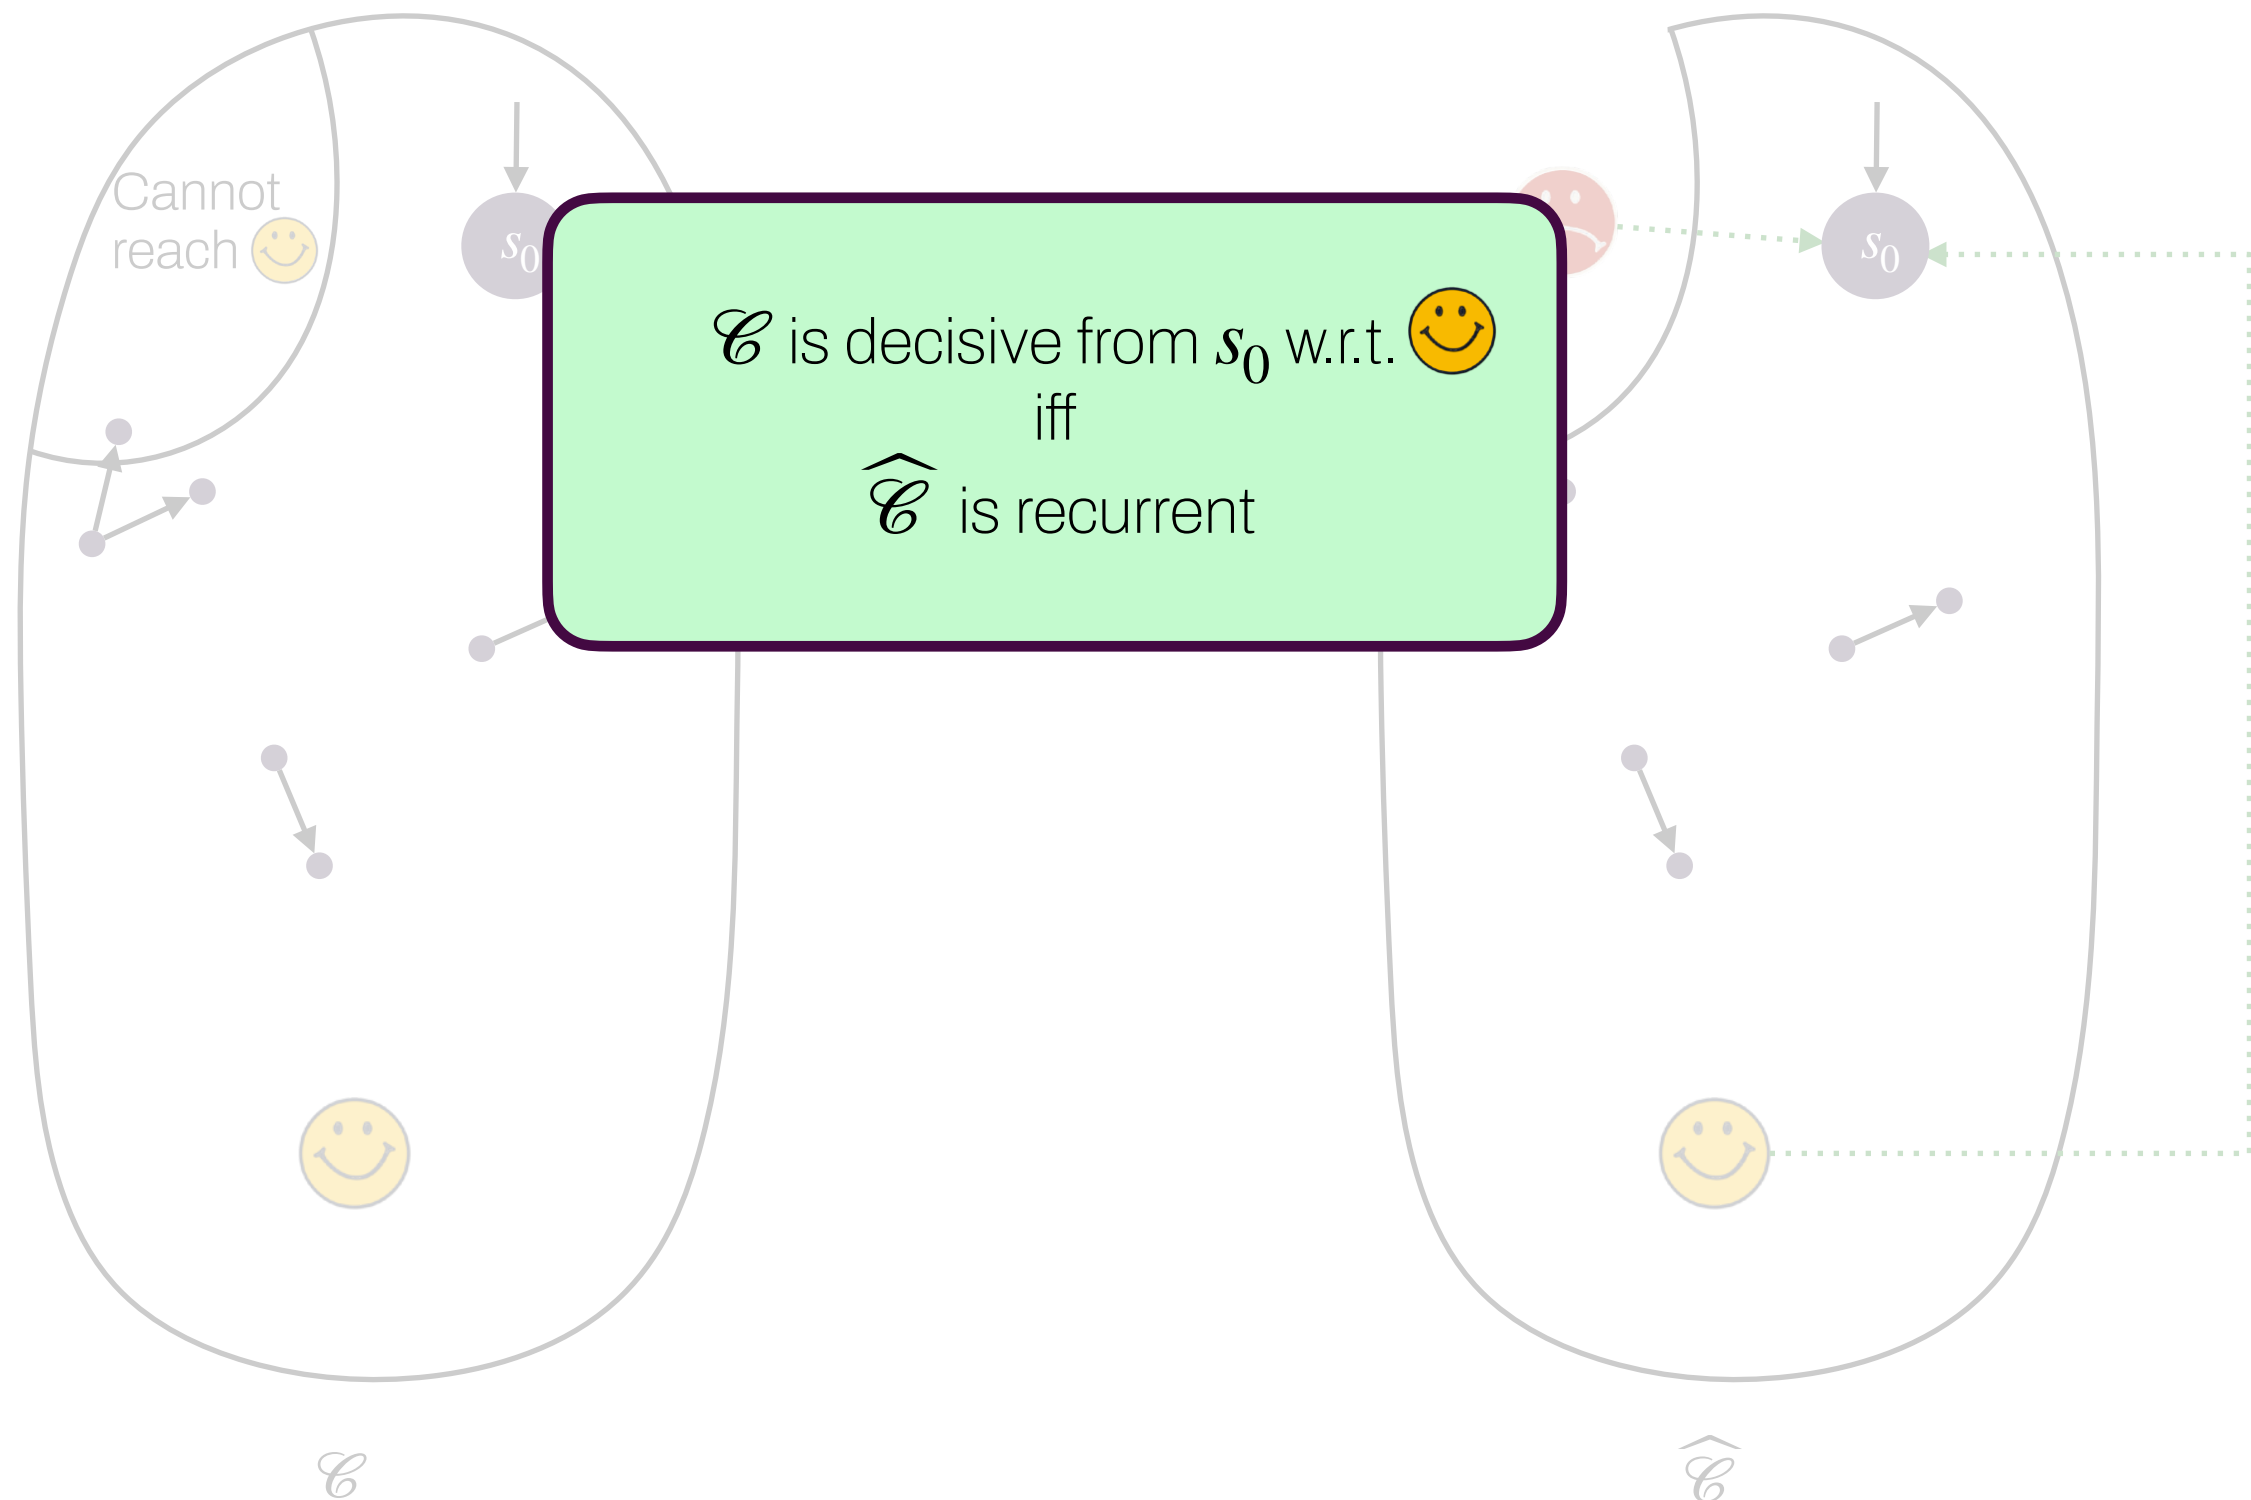 Cannot
reach
s₀
s₀
𝒞 is decisive from s₀ w.r.t.
iff
𝒞̂ is recurrent
𝒞
𝒞̂